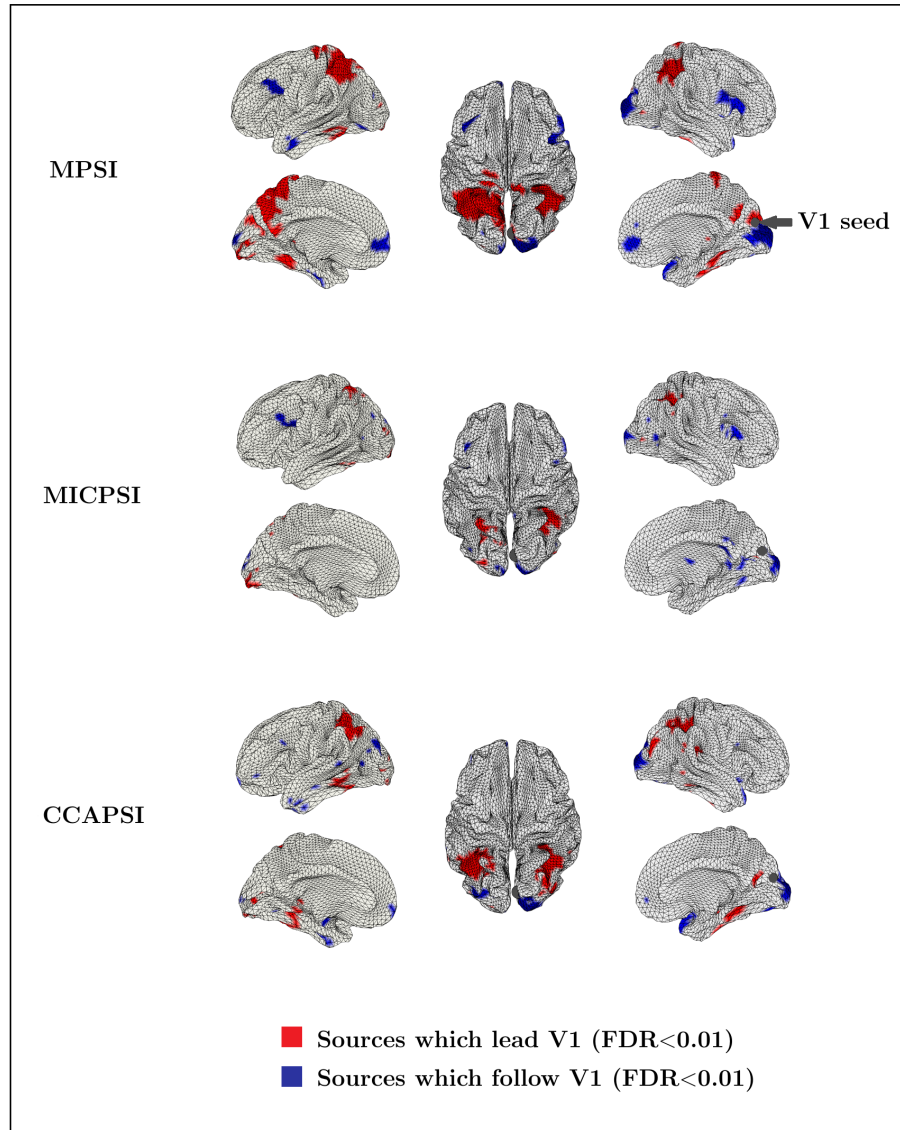 MPSI
V1 seed
MICPSI
CCAPSI
Sources which lead V1 (FDR<0.01)
Sources which follow V1 (FDR<0.01)